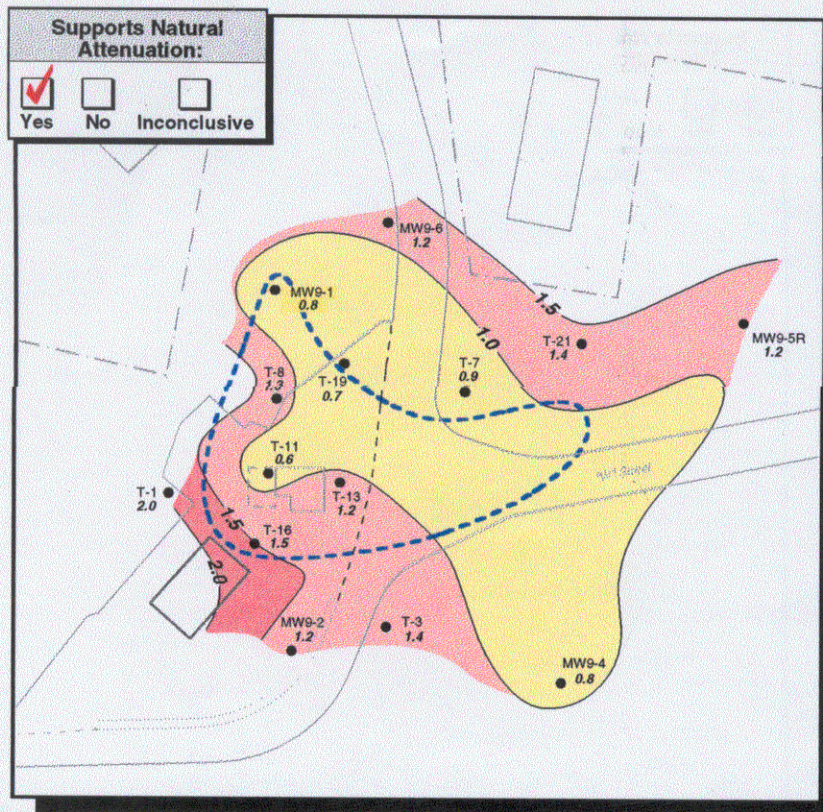 Supports Natural
Attenuation:
Yes No Inconclusive
MW9-6
1.2
1.5
MW9-1
0.8
1.0
T-21
1.4
MW9-5R
1.2
T-8
1.3
T-19
0.7
T-7
0.9
T-11
0.6
T-13
1.2
Street
T-1
2.0
1.5
T-16
1.5
2.0
MW9-2
1.2
T-3
1.4
MW9-4
0.8